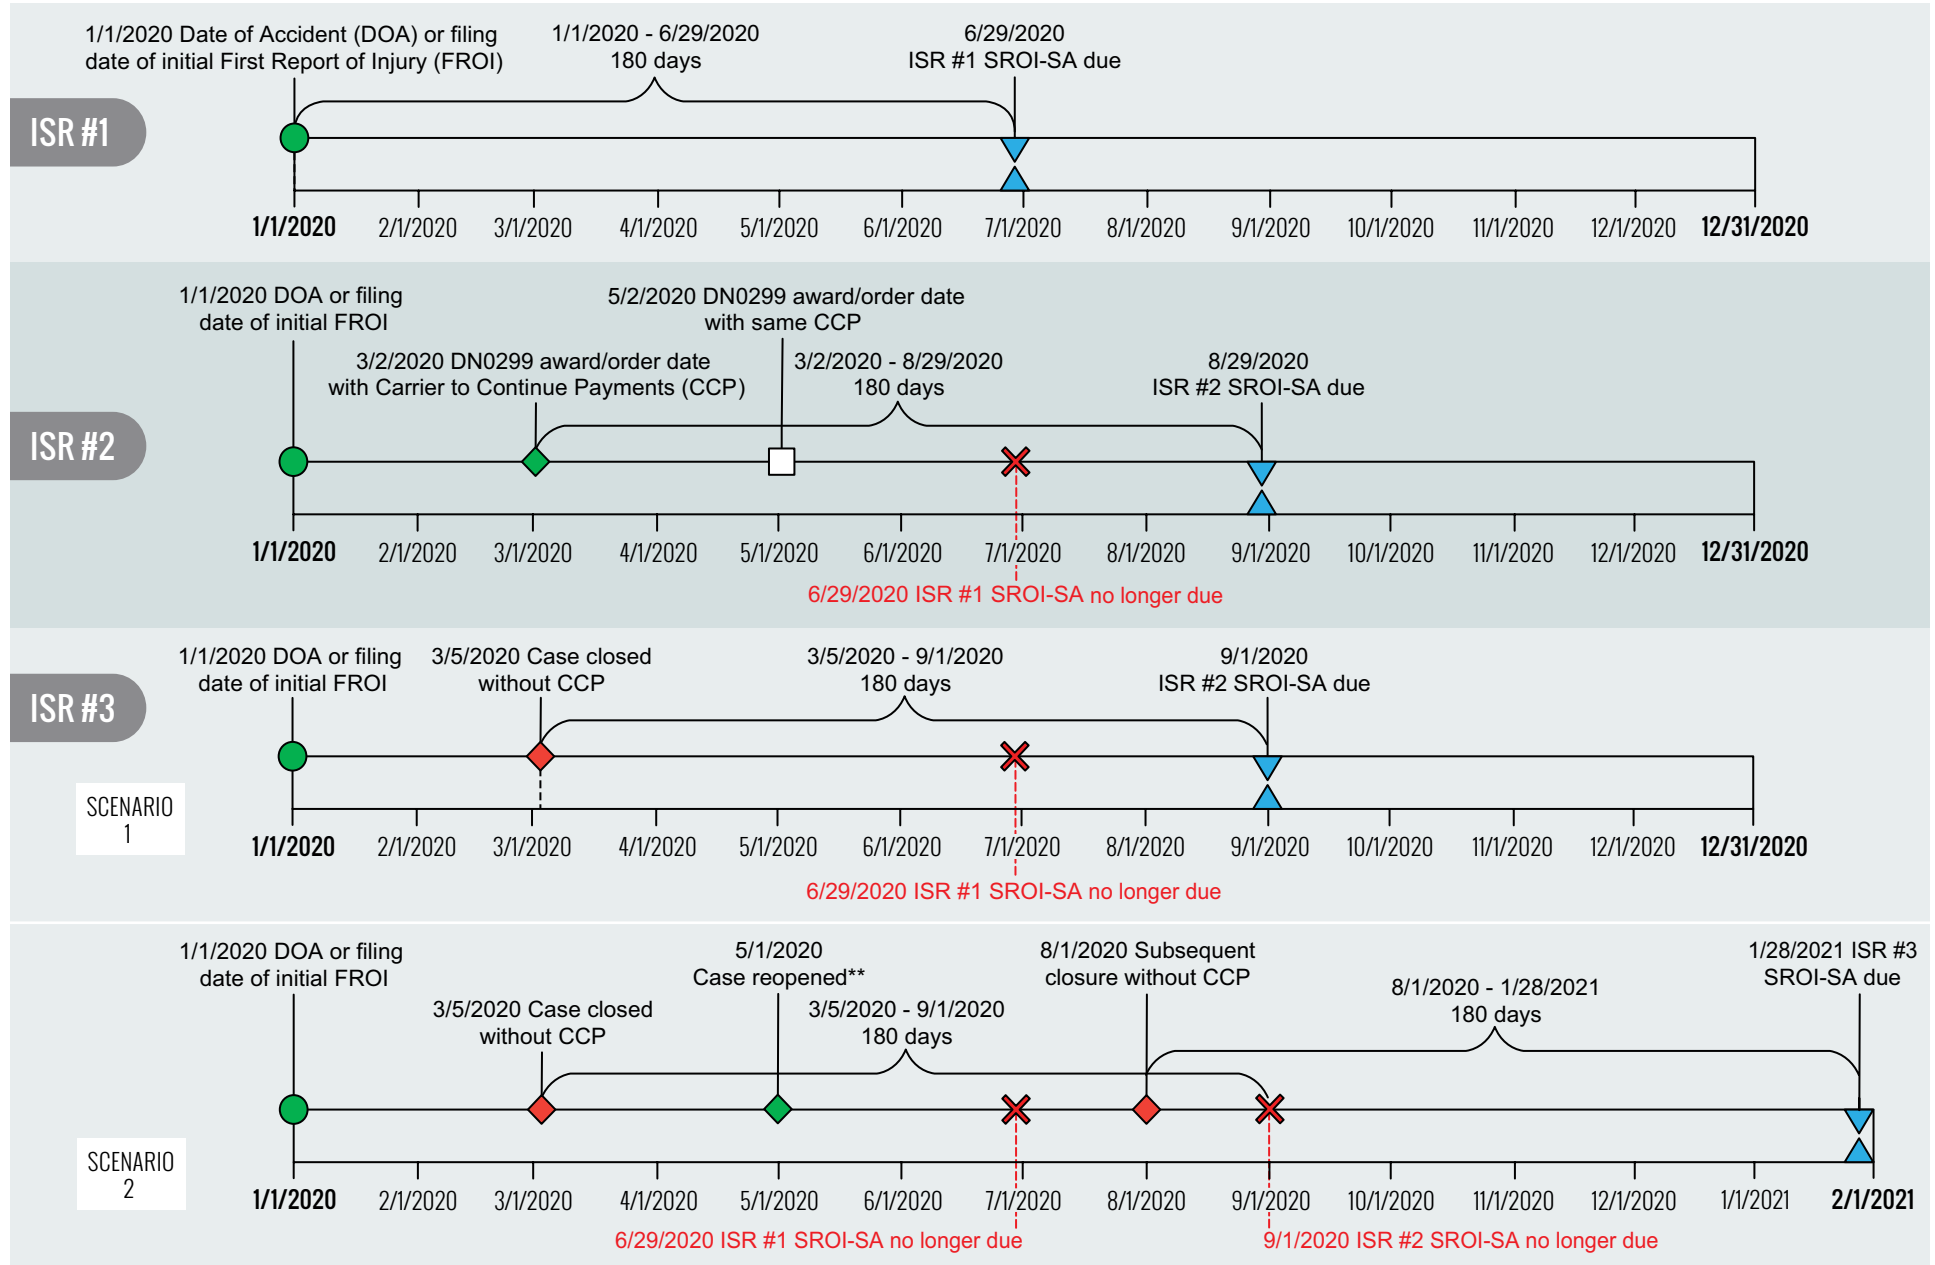 1/1/2020 Date of Accident (DOA) or filing
date of initial First Report of Injury (FROI)
1/1/2020 - 6/29/2020
180 days
6/29/2020
ISR #1 SROI-SA due
ISR #1
1/1/2020 2/1/2020 3/1/2020 4/1/2020 5/1/2020 6/1/2020 7/1/2020 8/1/2020 9/1/2020 10/1/2020 11/1/2020 12/1/2020 12/31/2020
1/1/2020 DOA or filing
date of initial FROI
5/2/2020 DN0299 award/order date
with same CCP
3/2/2020 DN0299 award/order date
with Carrier to Continue Payments (CCP)
3/2/2020 - 8/29/2020
180 days
8/29/2020
ISR #2 SROI-SA due
ISR #2
1/1/2020 2/1/2020 3/1/2020 4/1/2020 5/1/2020 6/1/2020 7/1/2020 8/1/2020 9/1/2020 10/1/2020 11/1/2020 12/1/2020 12/31/2020
6/29/2020 ISR #1 SROI-SA no longer due
1/1/2020 DOA or filing
date of initial FROI
3/5/2020 Case closed
without CCP
3/5/2020 - 9/1/2020
180 days
9/1/2020
ISR #2 SROI-SA due
ISR #3
SCENARIO
1
1/1/2020 2/1/2020 3/1/2020 4/1/2020 5/1/2020 6/1/2020 7/1/2020 8/1/2020 9/1/2020 10/1/2020 11/1/2020 12/1/2020 12/31/2020
6/29/2020 ISR #1 SROI-SA no longer due
1/1/2020 DOA or filing
date of initial FROI
3/5/2020 Case closed
without CCP
5/1/2020
Case reopened**
3/5/2020 - 9/1/2020
180 days
8/1/2020 Subsequent
closure without CCP
8/1/2020 - 1/28/2021
180 days
1/28/2021 ISR #3
SROI-SA due
SCENARIO
2
1/1/2020 2/1/2020 3/1/2020 4/1/2020 5/1/2020 6/1/2020 7/1/2020 8/1/2020 9/1/2020 10/1/2020 11/1/2020 12/1/2020 1/1/2021 2/1/2021
6/29/2020 ISR #1 SROI-SA no longer due
9/1/2020 ISR #2 SROI-SA no longer due